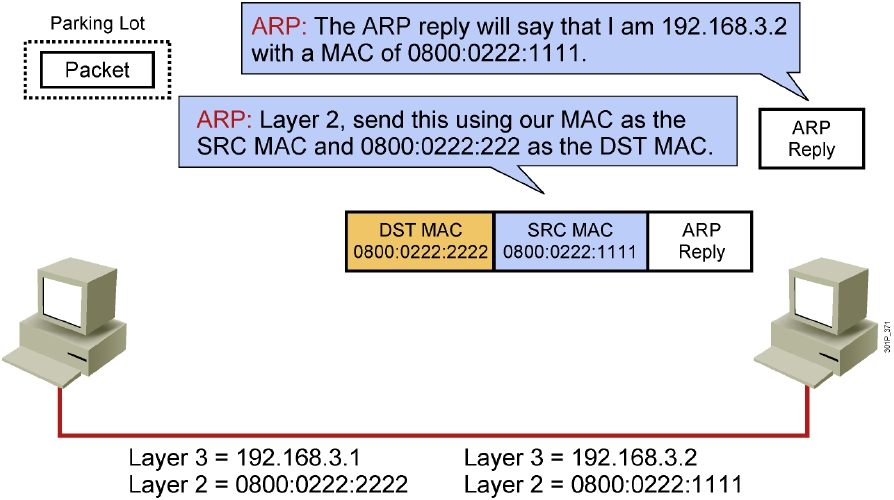 Parking Lot
Packet
ARP: The ARP reply will say that I am 192.168.3.2
with a MAC of 0800:0222:1111.
ARP: Layer 2, send this using our MAC as the
SRC MAC and 0800:0222:222 as the DST MAC.
ARP
Reply
DST MAC
0800:0222:2222
SRC MAC
0800:0222:1111
ARP
Reply
301P_371
Layer 3 = 192.168.3.1
Layer 2 = 0800:0222:2222
Layer 3 = 192.168.3.2
Layer 2 = 0800:0222:1111